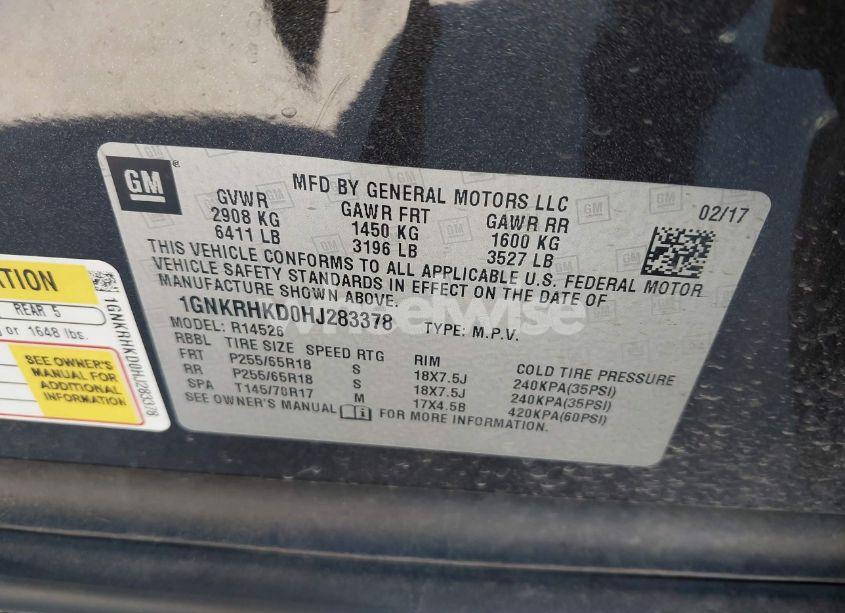 GM
MFD BY GENERAL MOTORS LLC
02/17
GVWR GAWR FRT GAWR RR
2908 KG 1450 KG 1600 KG
6411 LB 3196 LB 3527 LB
THIS VEHICLE CONFORMS TO ALL APPLICABLE U.S. FEDERAL MOTOR
VEHICLE SAFETY STANDARDS IN EFFECT ON THE DATE OF
MANUFACTURE SHOWN ABOVE.
1GNKRHKD0HJ283378 TYPE: M.P.V.
MODEL: R14526
RBBL TIRE SIZE SPEED RTG RIM COLD TIRE PRESSURE
FRT P255/65R18 S 18X7.5J 240KPA(35PSI)
RR P255/65R18 S 18X7.5J 240KPA(35PSI)
SPA T145/70R17 M 17X4.5B 420KPA(60PSI)
SEE OWNER'S MANUAL FOR MORE INFORMATION.
REAR 5
or 1648 lbs.
SEE OWNER'S
MANUAL FOR
ADDITIONAL
INFORMATION
1GNKRHKD0HJ283378